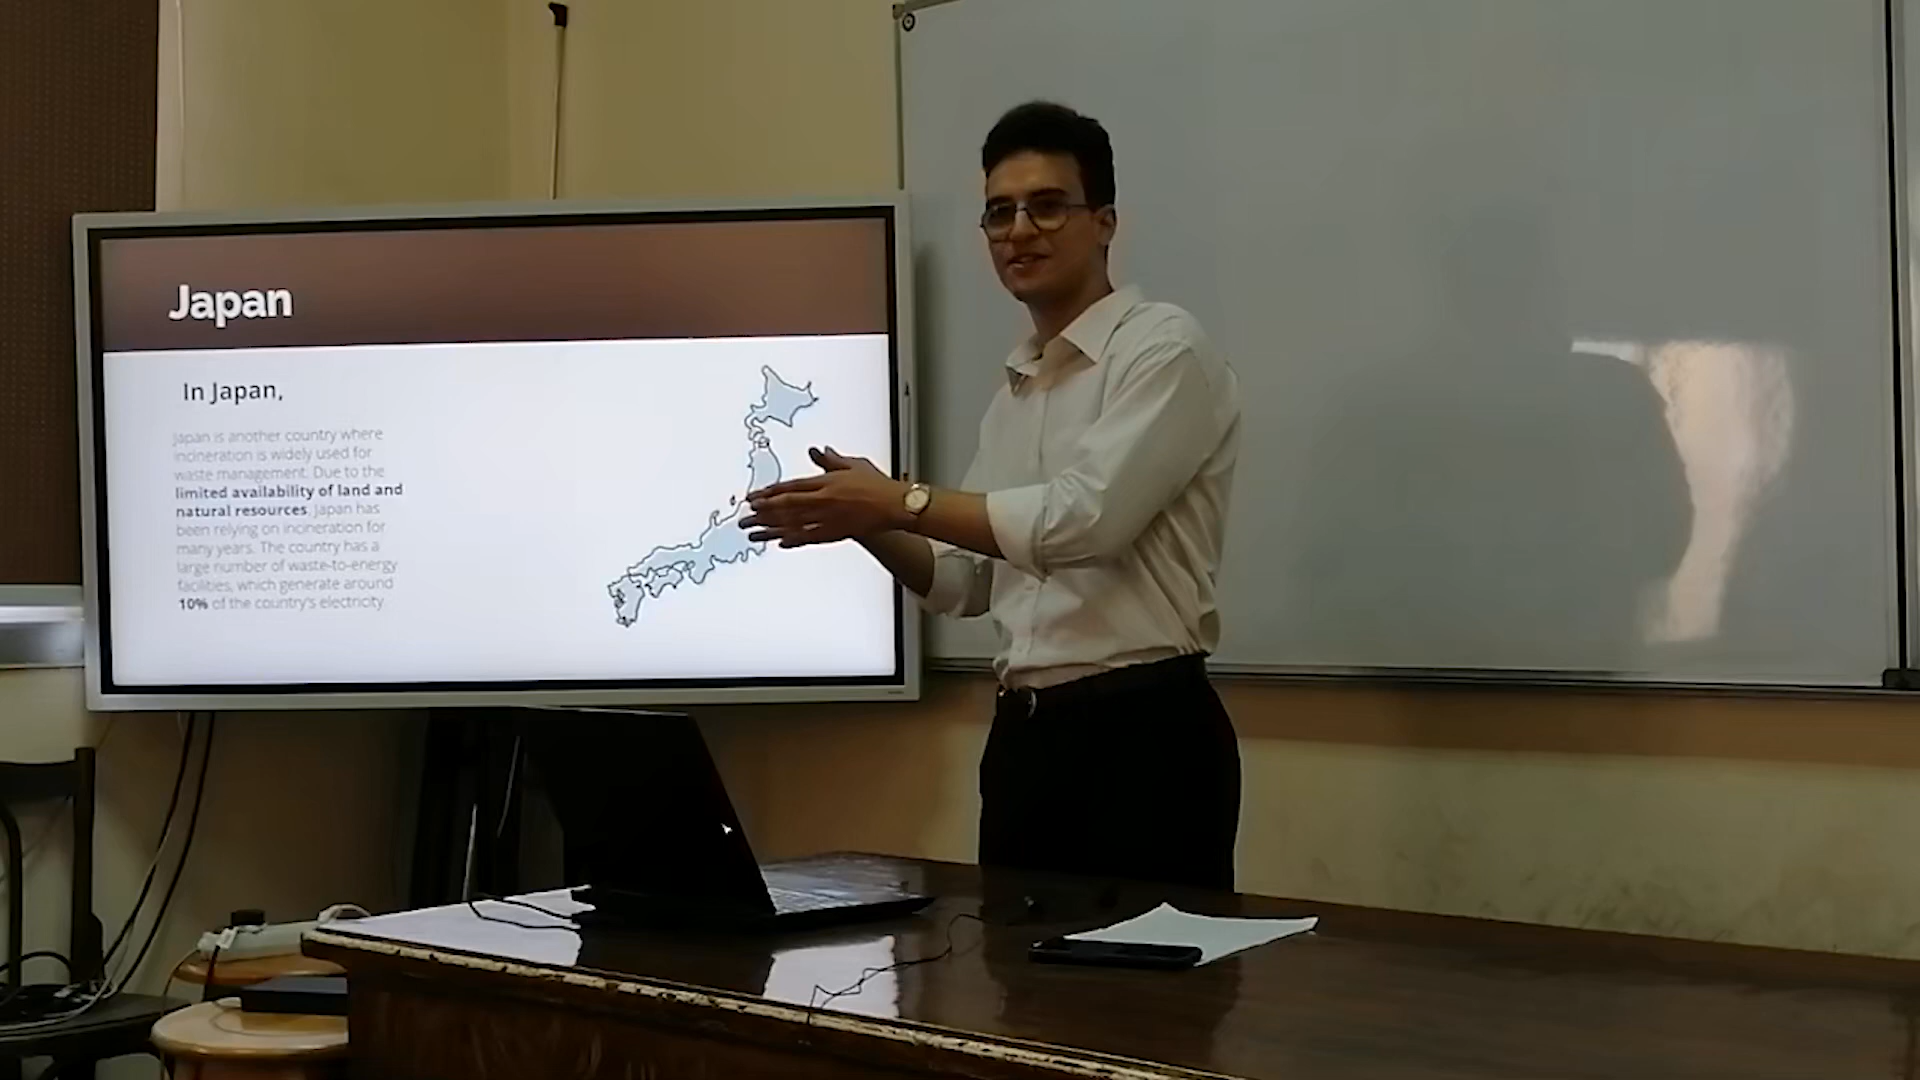 Japan
In Japan,
Japan is another country where
incineration is widely used for
waste management. Due to the
limited availability of land and
natural resources, Japan has
been relying on incineration for
many years. The country has a
large number of waste-to-energy
facilities, which generate around
10% of the country's electricity.